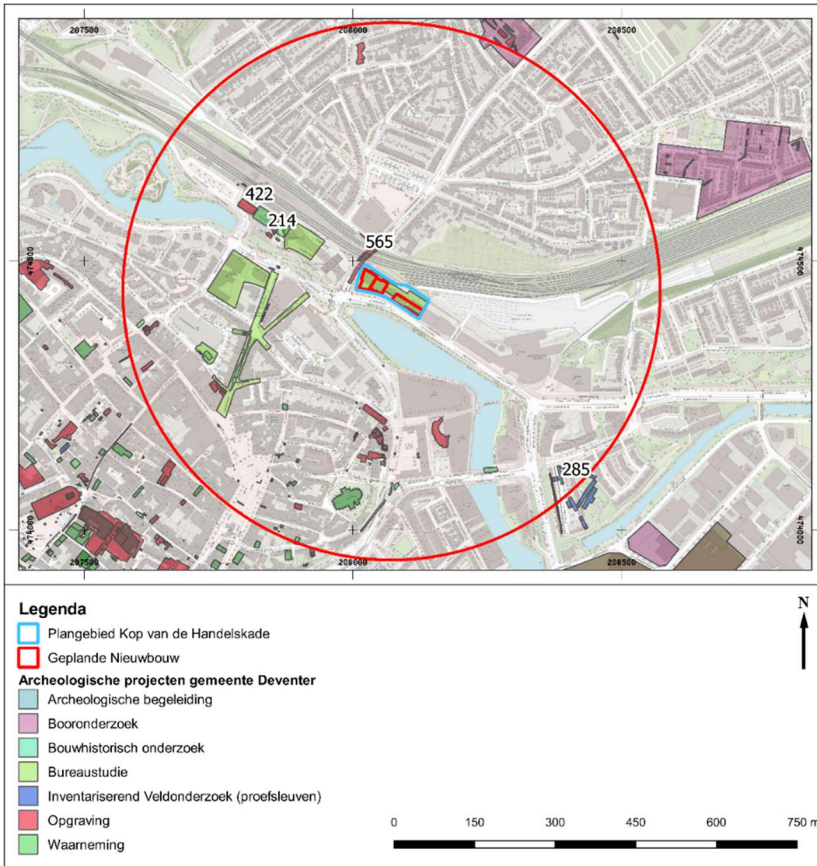 207500
208000
208500
422
214
565
474500
474500
285
474000
474000
207500
208000
208500
Legenda
N
Plangebied Kop van de Handelskade
Geplande Nieuwbouw
Archeologische projecten gemeente Deventer
Archeologische begeleiding
Booronderzoek
Bouwhistorisch onderzoek
Bureaustudie
Inventariserend Veldonderzoek (proefsleuven)
Opgraving
Waarneming
0 150 300 450 600 750 m